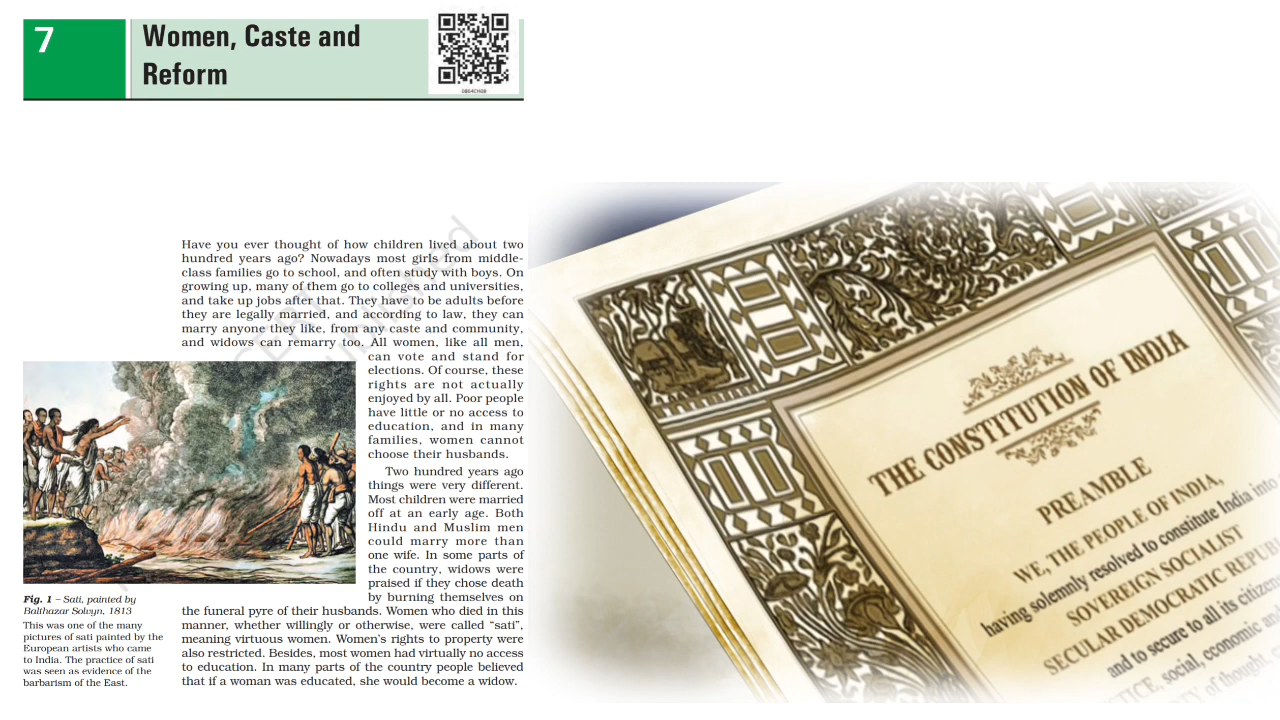 7
Women, Caste and
Reform
Have you ever thought of how children lived about two
hundred years ago? Nowadays most girls from middle-
class families go to school, and often study with boys. On
growing up, many of them go to colleges and universities,
and take up jobs after that. They have to be adults before
they are legally married, and according to law, they can
marry anyone they like, from any caste and community,
and widows can remarry too. All women, like all men,
can vote and stand for
elections. Of course, these
rights are not actually
enjoyed by all. Poor people
have little or no access to
education, and in many
families, women cannot
choose their husbands.
Two hundred years ago
things were very different.
Most children were married
off at an early age. Both
Hindu and Muslim men
could marry more than
one wife. In some parts of
the country, widows were
praised if they chose death
by burning themselves on
the funeral pyre of their husbands. Women who died in this
manner, whether willingly or otherwise, were called “sati”,
meaning virtuous women. Women’s rights to property were
also restricted. Besides, most women had virtually no access
to education. In many parts of the country people believed
that if a woman was educated, she would become a widow.
Fig. 1 – Sati, painted by
Balthazar Solvyn, 1813
This was one of the many
pictures of sati painted by the
European artists who came
to India. The practice of sati
was seen as evidence of the
barbarism of the East.
THE CONSTITUTION OF INDIA
PREAMBLE
WE, THE PEOPLE OF INDIA,
having solemnly resolved to constitute India into
SOVEREIGN SOCIALIST
SECULAR DEMOCRATIC
and to secure to all its
social, economic
of thought,